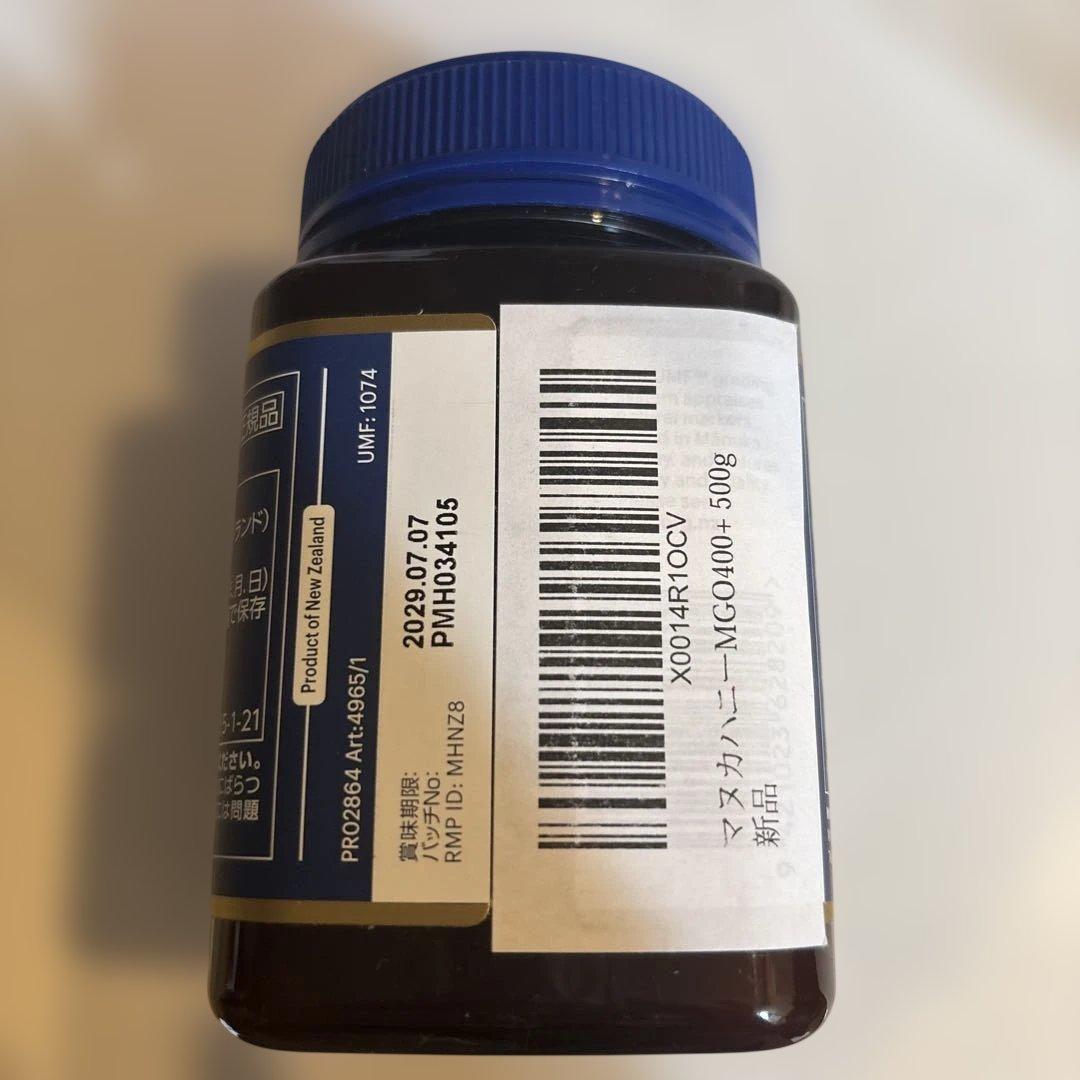 正規品
ランド)
月.日)
で保存
5-1-21
ださい。
ばらつ
は問題
Product of New Zealand
UMF: 1074
PR02864 Art:4965/1
2029.07.07
PMH034105
賞味期限:
バッチNo:
RMP ID: MHNZ8
X0014R1OCV
マヌカハニーMGO400+ 500g
新品